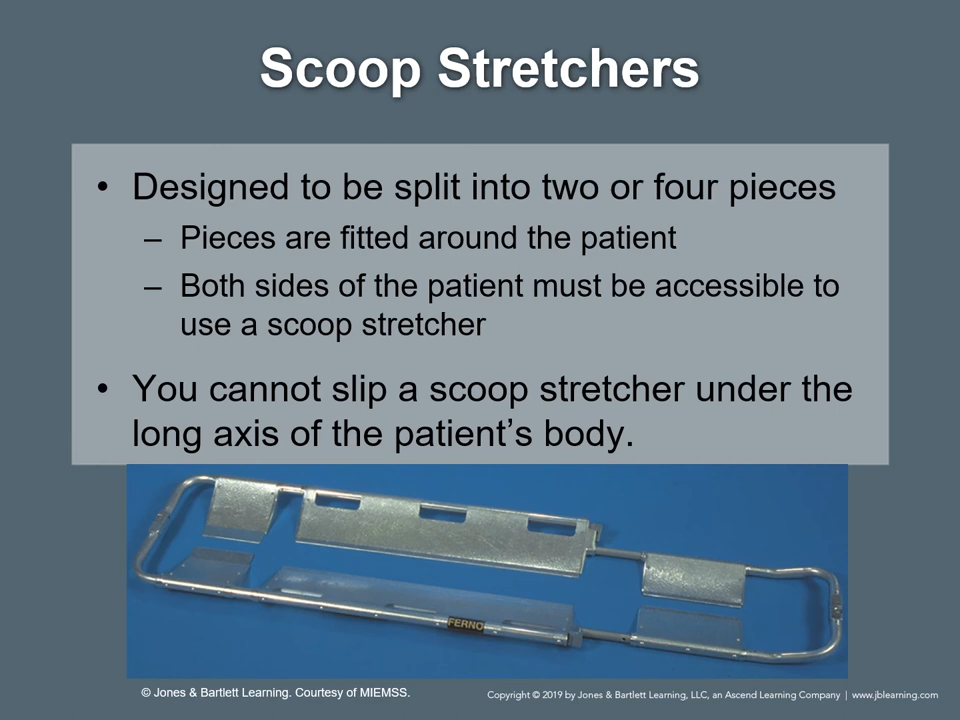 Scoop Stretchers
• Designed to be split into two or four pieces
– Pieces are fitted around the patient
– Both sides of the patient must be accessible to
use a scoop stretcher
• You cannot slip a scoop stretcher under the
long axis of the patient’s body.
FERNO
© Jones & Bartlett Learning. Courtesy of MIEMSS.
Copyright © 2019 by Jones & Bartlett Learning, LLC, an Ascend Learning Company | www.jblearning.com